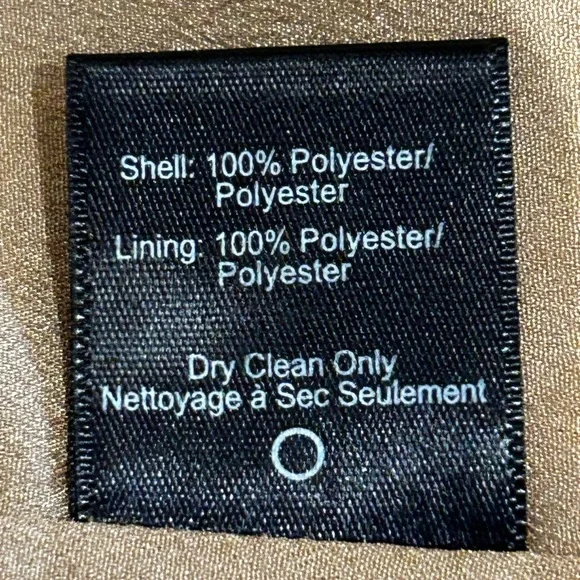 Shell: 100% Polyester/
Polyester
Lining: 100% Polyester/
Polyester
Dry Clean Only
Nettoyage à Sec Seulement